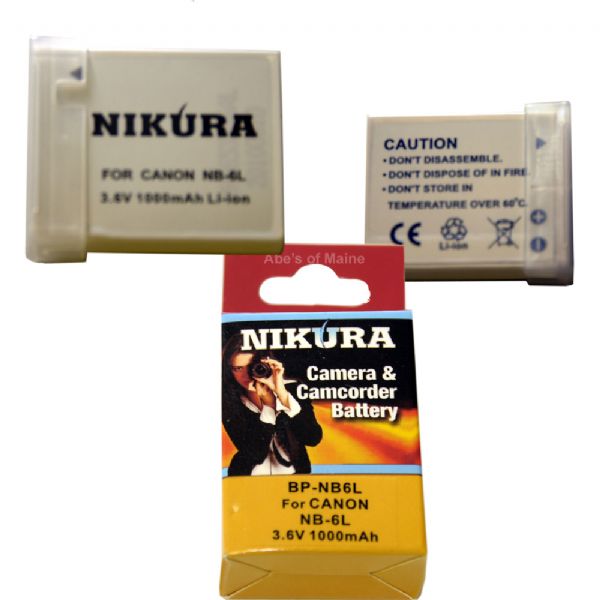 NIKURA
FOR CANON NB-6L
3.6V 1000mAh Li-ion
CAUTION
• DON'T DISASSEMBLE.
• DON'T DISPOSE OF IN FIRE.
• DON'T STORE IN
TEMPERATURE OVER 60°C.
CE
Li-ion
Abe's of Maine
NIKURA
Camera &
Camcorder
Battery
BP-NB6L
For CANON
NB-6L
3.6V 1000mAh